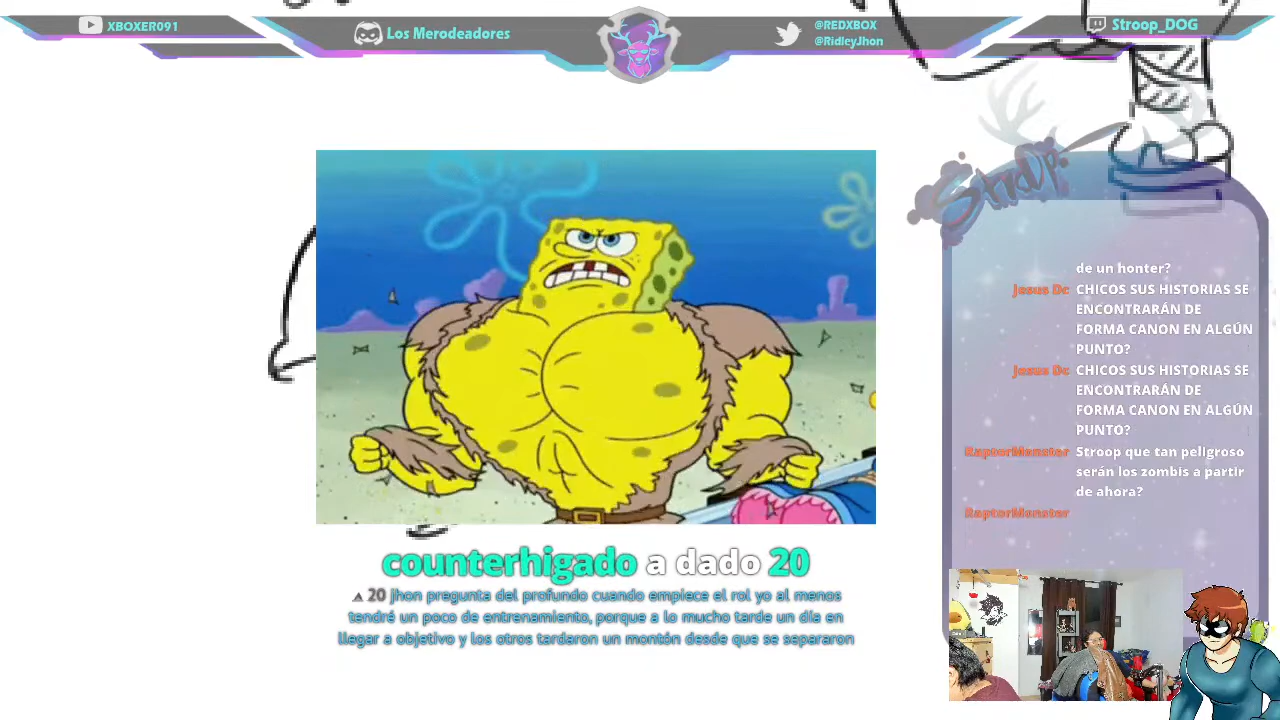 XBOXER091
Los Merodeadores
@REDXBOX
@RidleyJhon
Stroop_DOG
Stroop
de un honter?
Josus Dc CHICOS SUS HISTORIAS SE
ENCONTRARÁN DE
FORMA CANON EN ALGÚN
PUNTO?
Josus Dc CHICOS SUS HISTORIAS SE
ENCONTRARÁN DE
FORMA CANON EN ALGÚN
PUNTO?
RaptorMonster Stroop que tan peligroso
serán los zombis a partir
de ahora?
RaptorMonster
counterhigado a dado 20
20 jhon pregunta del profundo cuando empiece el rol yo al menos
tendré un poco de entrenamiento, porque a lo mucho tarde un día en
llegar a objetivo y los otros tardaron un montón desde que se separaron